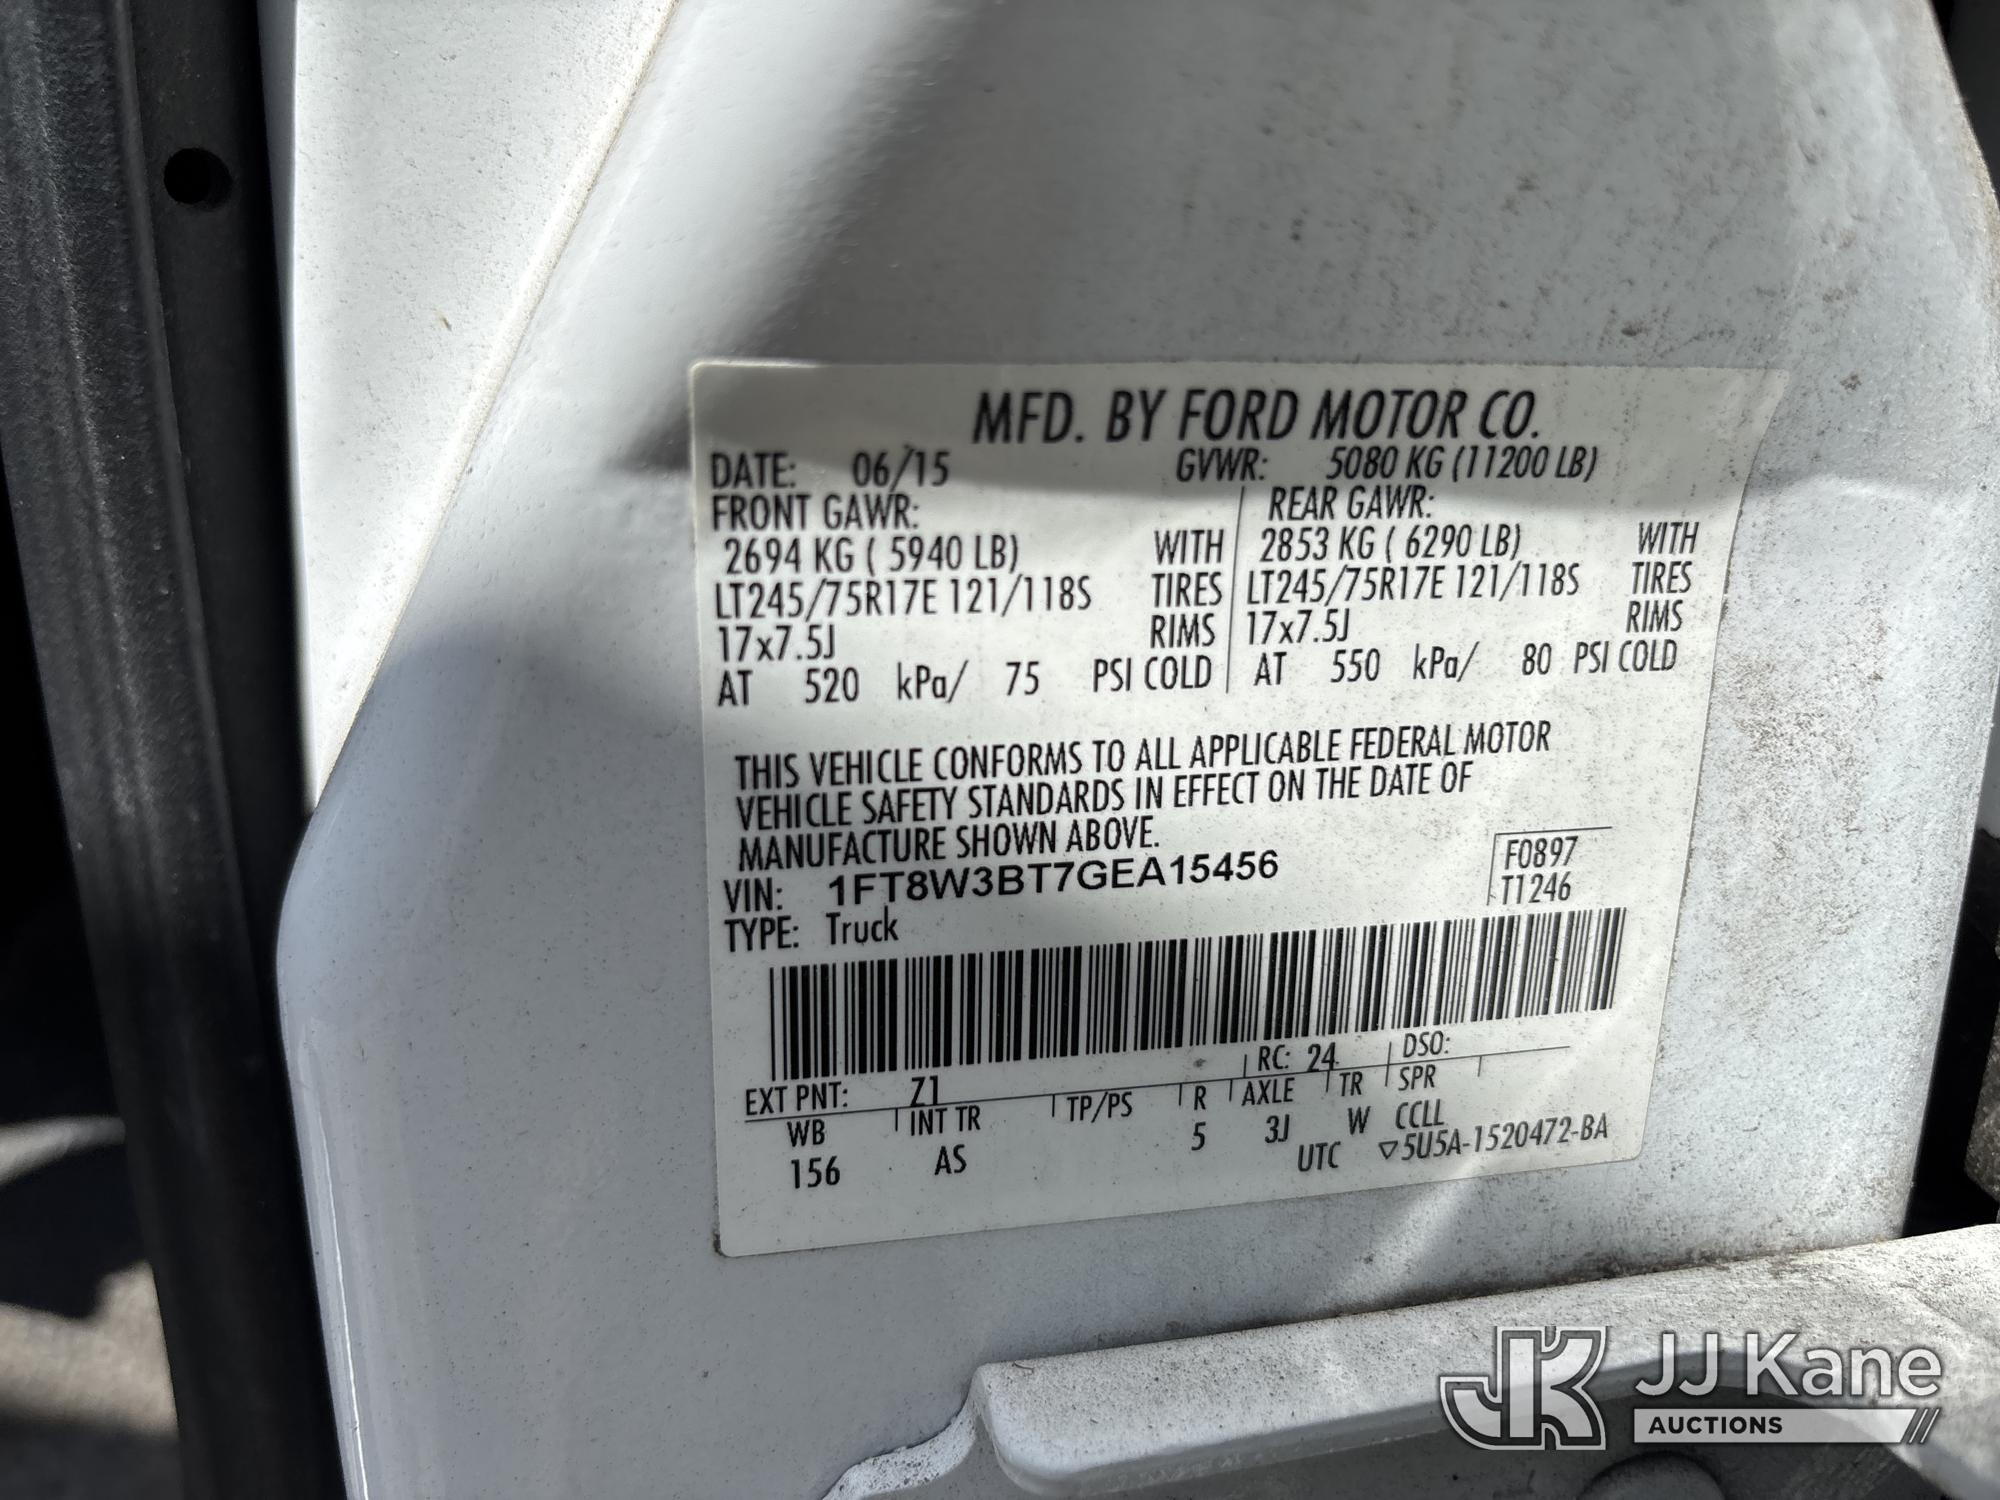 MFD. BY FORD MOTOR CO.
DATE: 06/15 GVWR: 5080 KG (11200 LB)
FRONT GAWR: REAR GAWR:
2694 KG ( 5940 LB) WITH 2853 KG ( 6290 LB) WITH
LT245/75R17E 121/118S TIRES LT245/75R17E 121/118S TIRES
17x7.5J RIMS 17x7.5J RIMS
AT 520 kPa/ 75 PSI COLD AT 550 kPa/ 80 PSI COLD
THIS VEHICLE CONFORMS TO ALL APPLICABLE FEDERAL MOTOR
VEHICLE SAFETY STANDARDS IN EFFECT ON THE DATE OF
MANUFACTURE SHOWN ABOVE.
VIN: 1FT8W3BT7GEA15456
F0897
T1246
TYPE: Truck
EXT PNT: Z1 RC: 24 DSO:
WB INT TR TP/PS R AXLE TR SPR
156 AS 5 3J W CCLL
UTC ▽5U5A-1520472-BA
JK JJ Kane
AUCTIONS